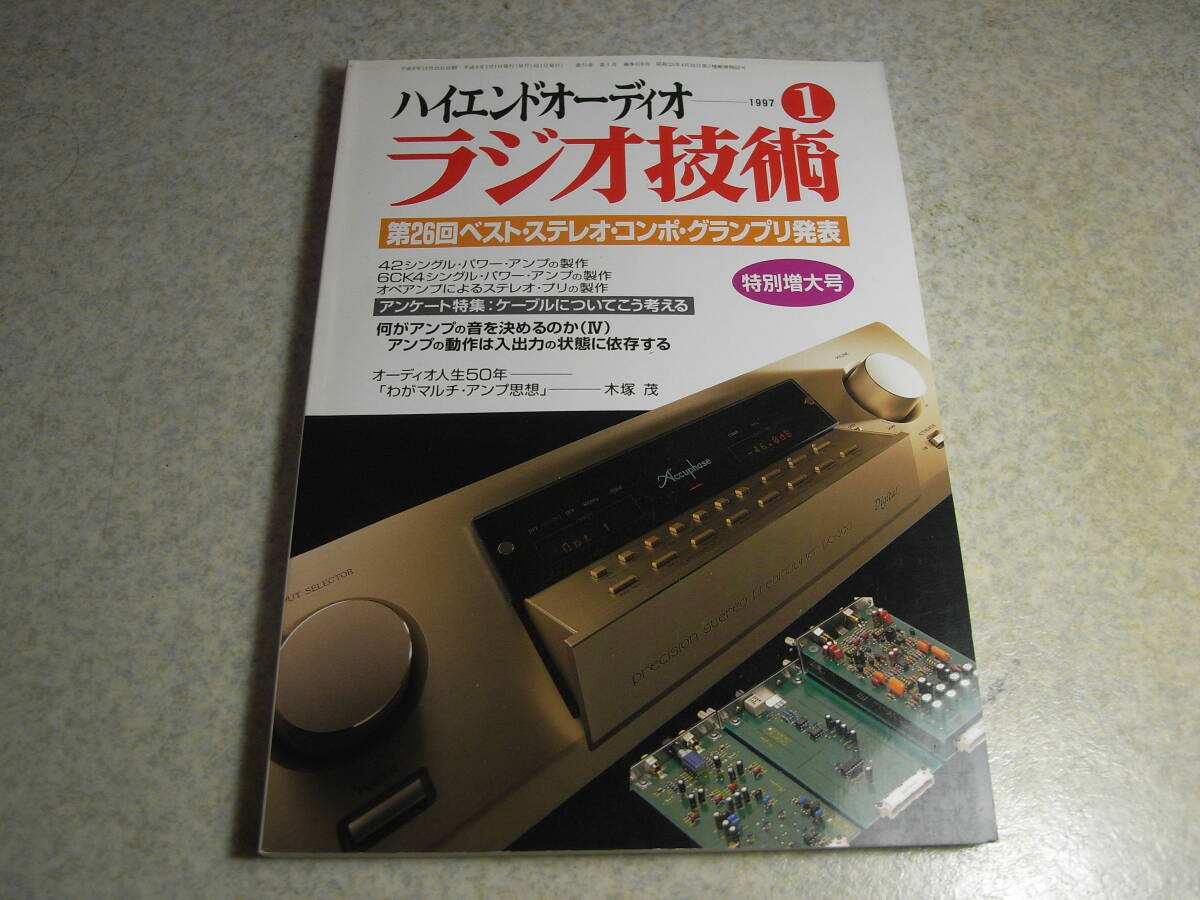 ハイエンドオーディオ 1997 1
ラジオ技術
第26回ベスト・ステレオ・コンポ・グランプリ発表
42シングル・パワー・アンプの製作
6CK4シングル・パワー・アンプの製作
オペアンプによるステレオ・プリの製作
特別増大号
アンケート特集：ケーブルについてこう考える
何がアンプの音を決めるのか(Ⅳ)
アンプの動作は入出力の状態に依存する
オーディオ人生50年
「わがマルチ・アンプ思想」 木塚 茂
VOLUME
-46.0dB
Accuphase
Opt 1
Digital
PUT SELECTOR
precision stereo preamplifier